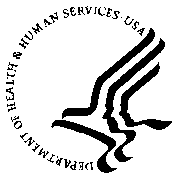 DEPARTMENT OF HEALTH & HUMAN SERVICES · USA